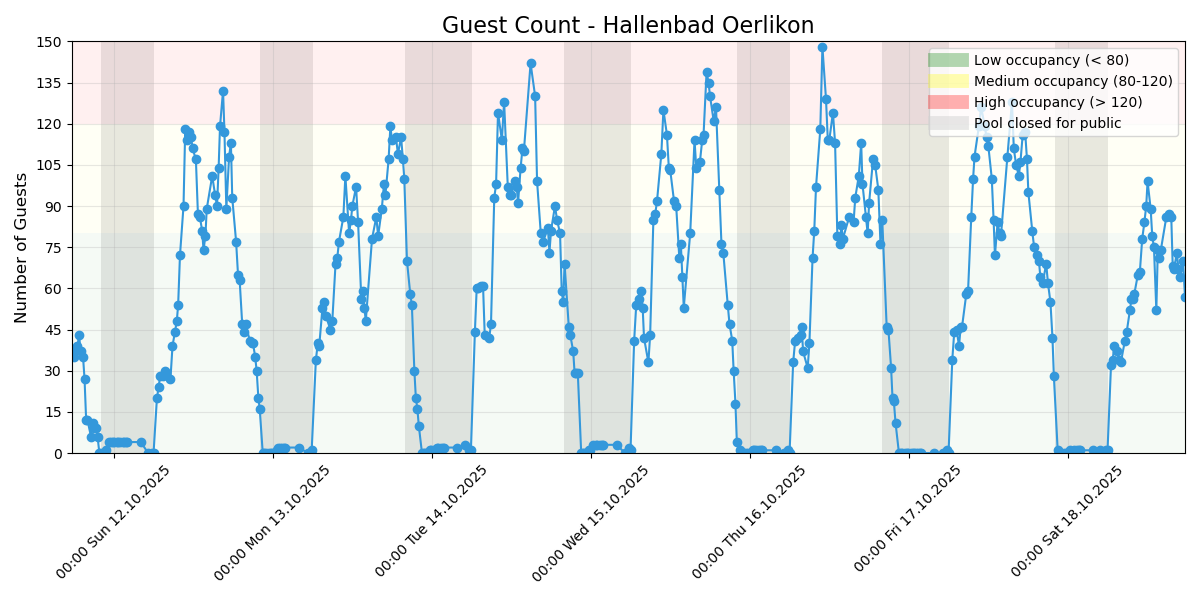 Guest Count - Hallenbad Oerlikon
Number of Guests
150
135
120
105
90
75
60
45
30
15
0
Low occupancy (< 80)
Medium occupancy (80-120)
High occupancy (> 120)
Pool closed for public
00:00 Sun 12.10.2025
00:00 Mon 13.10.2025
00:00 Tue 14.10.2025
00:00 Wed 15.10.2025
00:00 Thu 16.10.2025
00:00 Fri 17.10.2025
00:00 Sat 18.10.2025